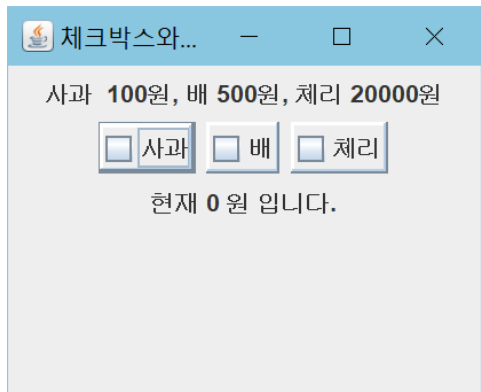 체크박스와...
사과 100원, 배 500원, 체리 20000원
사과 배 체리
현재 0 원 입니다.